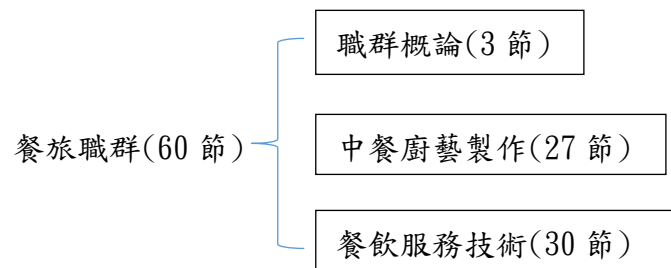 職群概論(3 節)
餐旅職群(60 節)
中餐廚藝製作(27 節)
餐飲服務技術(30 節)